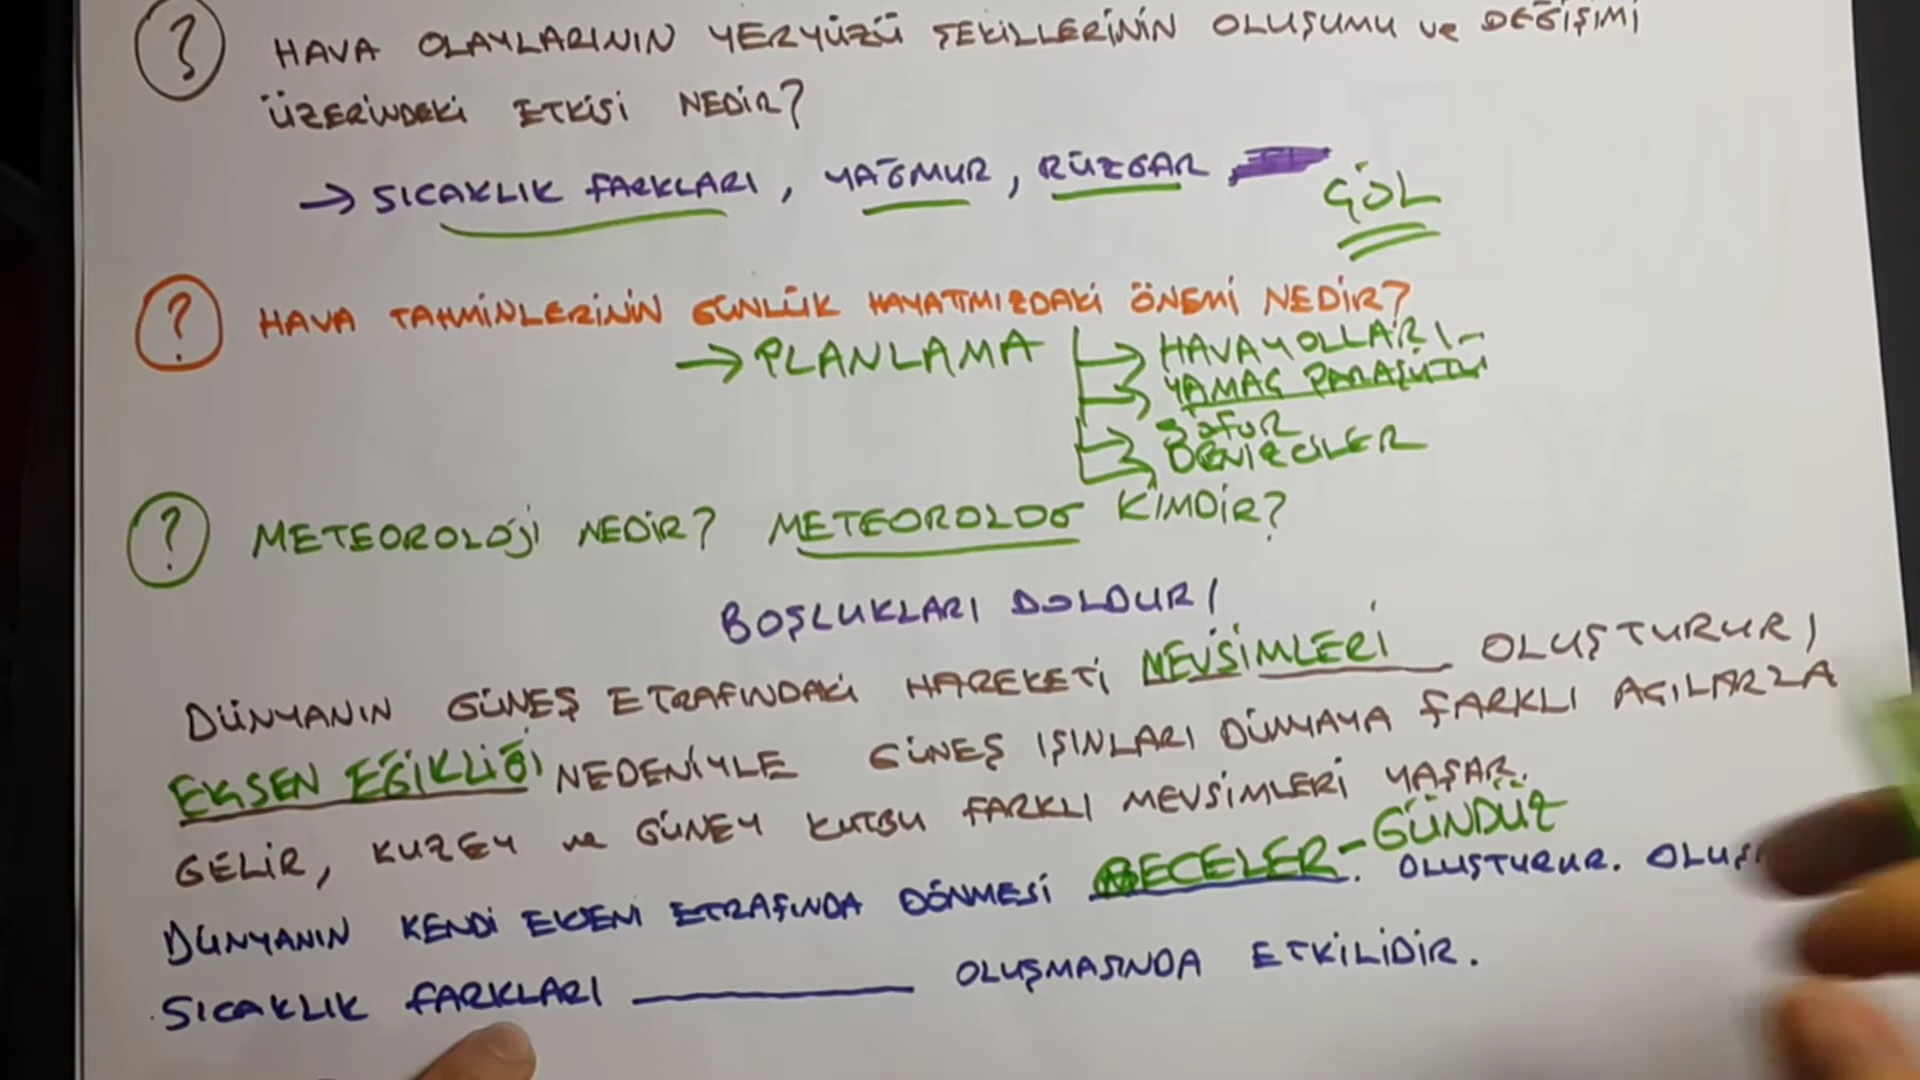 ?
HAVA OLAYLARININ YERYÜZÜ ŞEKİLLERİNİN OLUŞUMU ve DEĞİŞİMİ
ÜZERİNDEKİ ETKİSİ NEDİR?
→ SICAKLIK FARKLARI, YAĞMUR, RÜZGAR
ÇÖL
?
HAVA TAHMİNLERİNİN GÜNLÜK HAYATIMIZDAKİ ÖNEMİ NEDİR?
→ PLANLAMA
HAVAYOLLARI
YAMAÇ PARAŞÜTÜ
ŞOFÖR
DENİZCİLER
?
METEOROLOJİ NEDİR? METEOROLOG KİMDİR?
BOŞLUKLARI DOLDUR!
DÜNYANIN GÜNEŞ ETRAFINDAKİ HAREKETİ MEVSİMLERİ OLUŞTURUR,
EKSEN EĞİKLİĞİ NEDENİYLE GÜNEŞ IŞINLARI DÜNYAYA FARKLI AÇILARLA
GELİR, KUZEY ve GÜNEY KUTBU FARKLI MEVSİMLERİ YAŞAR.
DÜNYANIN KENDİ EKSENİ ETRAFINDA DÖNMESİ GECELER-GÜNDÜZ OLUŞTURUR.
SICAKLIK FARKLARI ________ OLUŞMASINDA ETKİLİDİR.